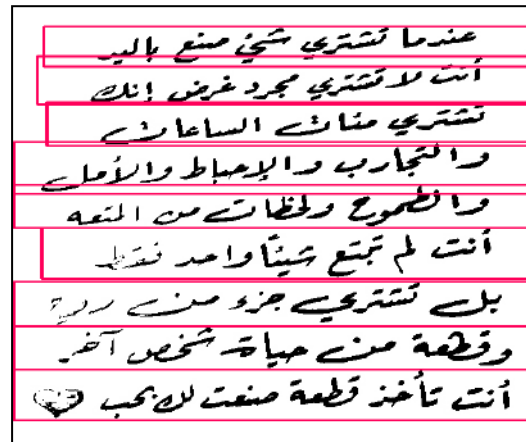 عندما تشتري شيئ صنع باليد
أنت لا تشتري مجرد غرض إنك
تشتري مئات الساعات
والتجارب والإحباط والأمل
والطموح ولحظات من المتعه
أنت لم تبتع شيئاً واحد فقط
بل تشتري جزء من
وقطعة من حياة شخص آخر
أنت تأخذ قطعة صنعت لك بحب